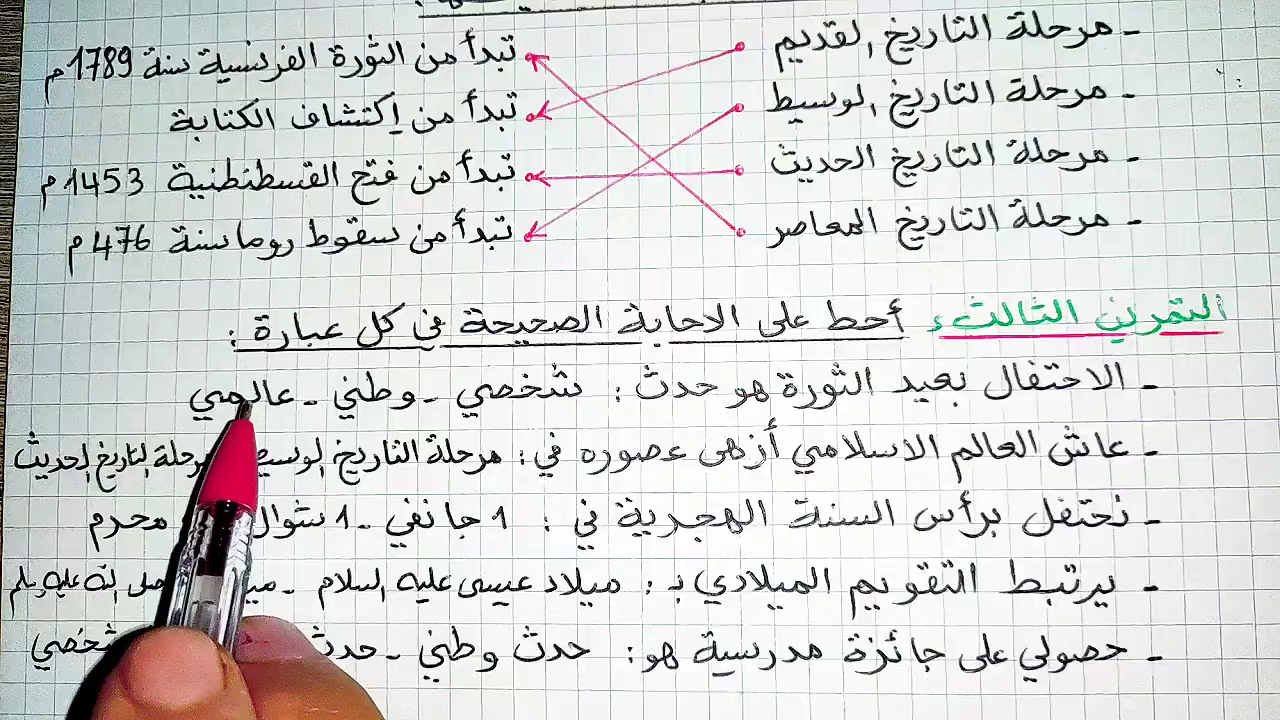 - مرحلة التاريخ القديم تبدأ من الثورة الفرنسية سنة 1789م
- مرحلة التاريخ الوسيط تبدأ من إكتشاف الكتابة
- مرحلة التاريخ الحديث تبدأ من فتح القسطنطنية 1453م
- مرحلة التاريخ المعاصر تبدأ من سقوط روما سنة 476م
التمرين الثالث: أحط على الاجابة الصحيحة في كل عبارة:
- الاحتفال بعيد الثورة هو حدث: شخصي - وطني - عالمي
- عاش العالم الاسلامي أزهى عصوره في: مرحلة التاريخ الوسيط مرحلة التاريخ الحديث
- نحتفل برأس السنة الهجرية في: 1 جانفي - 1 شوال محرم
- يرتبط التقويم الميلادي بـ: ميلاد عيسى عليه السلام - صلى الله عليه وسلم
- حصولي على جائزة مدرسية هو: حدث وطني - حدث شخصي